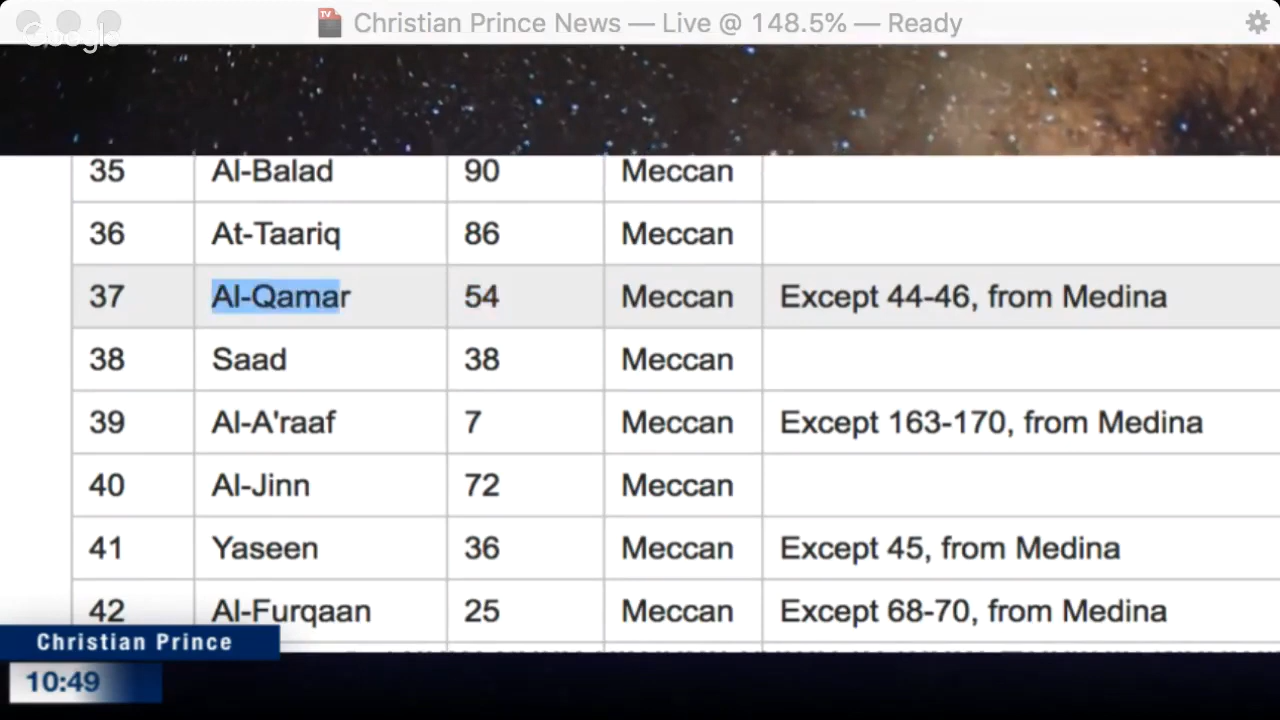 Christian Prince News — Live @ 148.5% — Ready
Google
35 Al-Balad 90 Meccan
36 At-Taariq 86 Meccan
37 Al-Qamar 54 Meccan Except 44-46, from Medina
38 Saad 38 Meccan
39 Al-A'raaf 7 Meccan Except 163-170, from Medina
40 Al-Jinn 72 Meccan
41 Yaseen 36 Meccan Except 45, from Medina
42 Al-Furqaan 25 Meccan Except 68-70, from Medina
Christian Prince
10:49